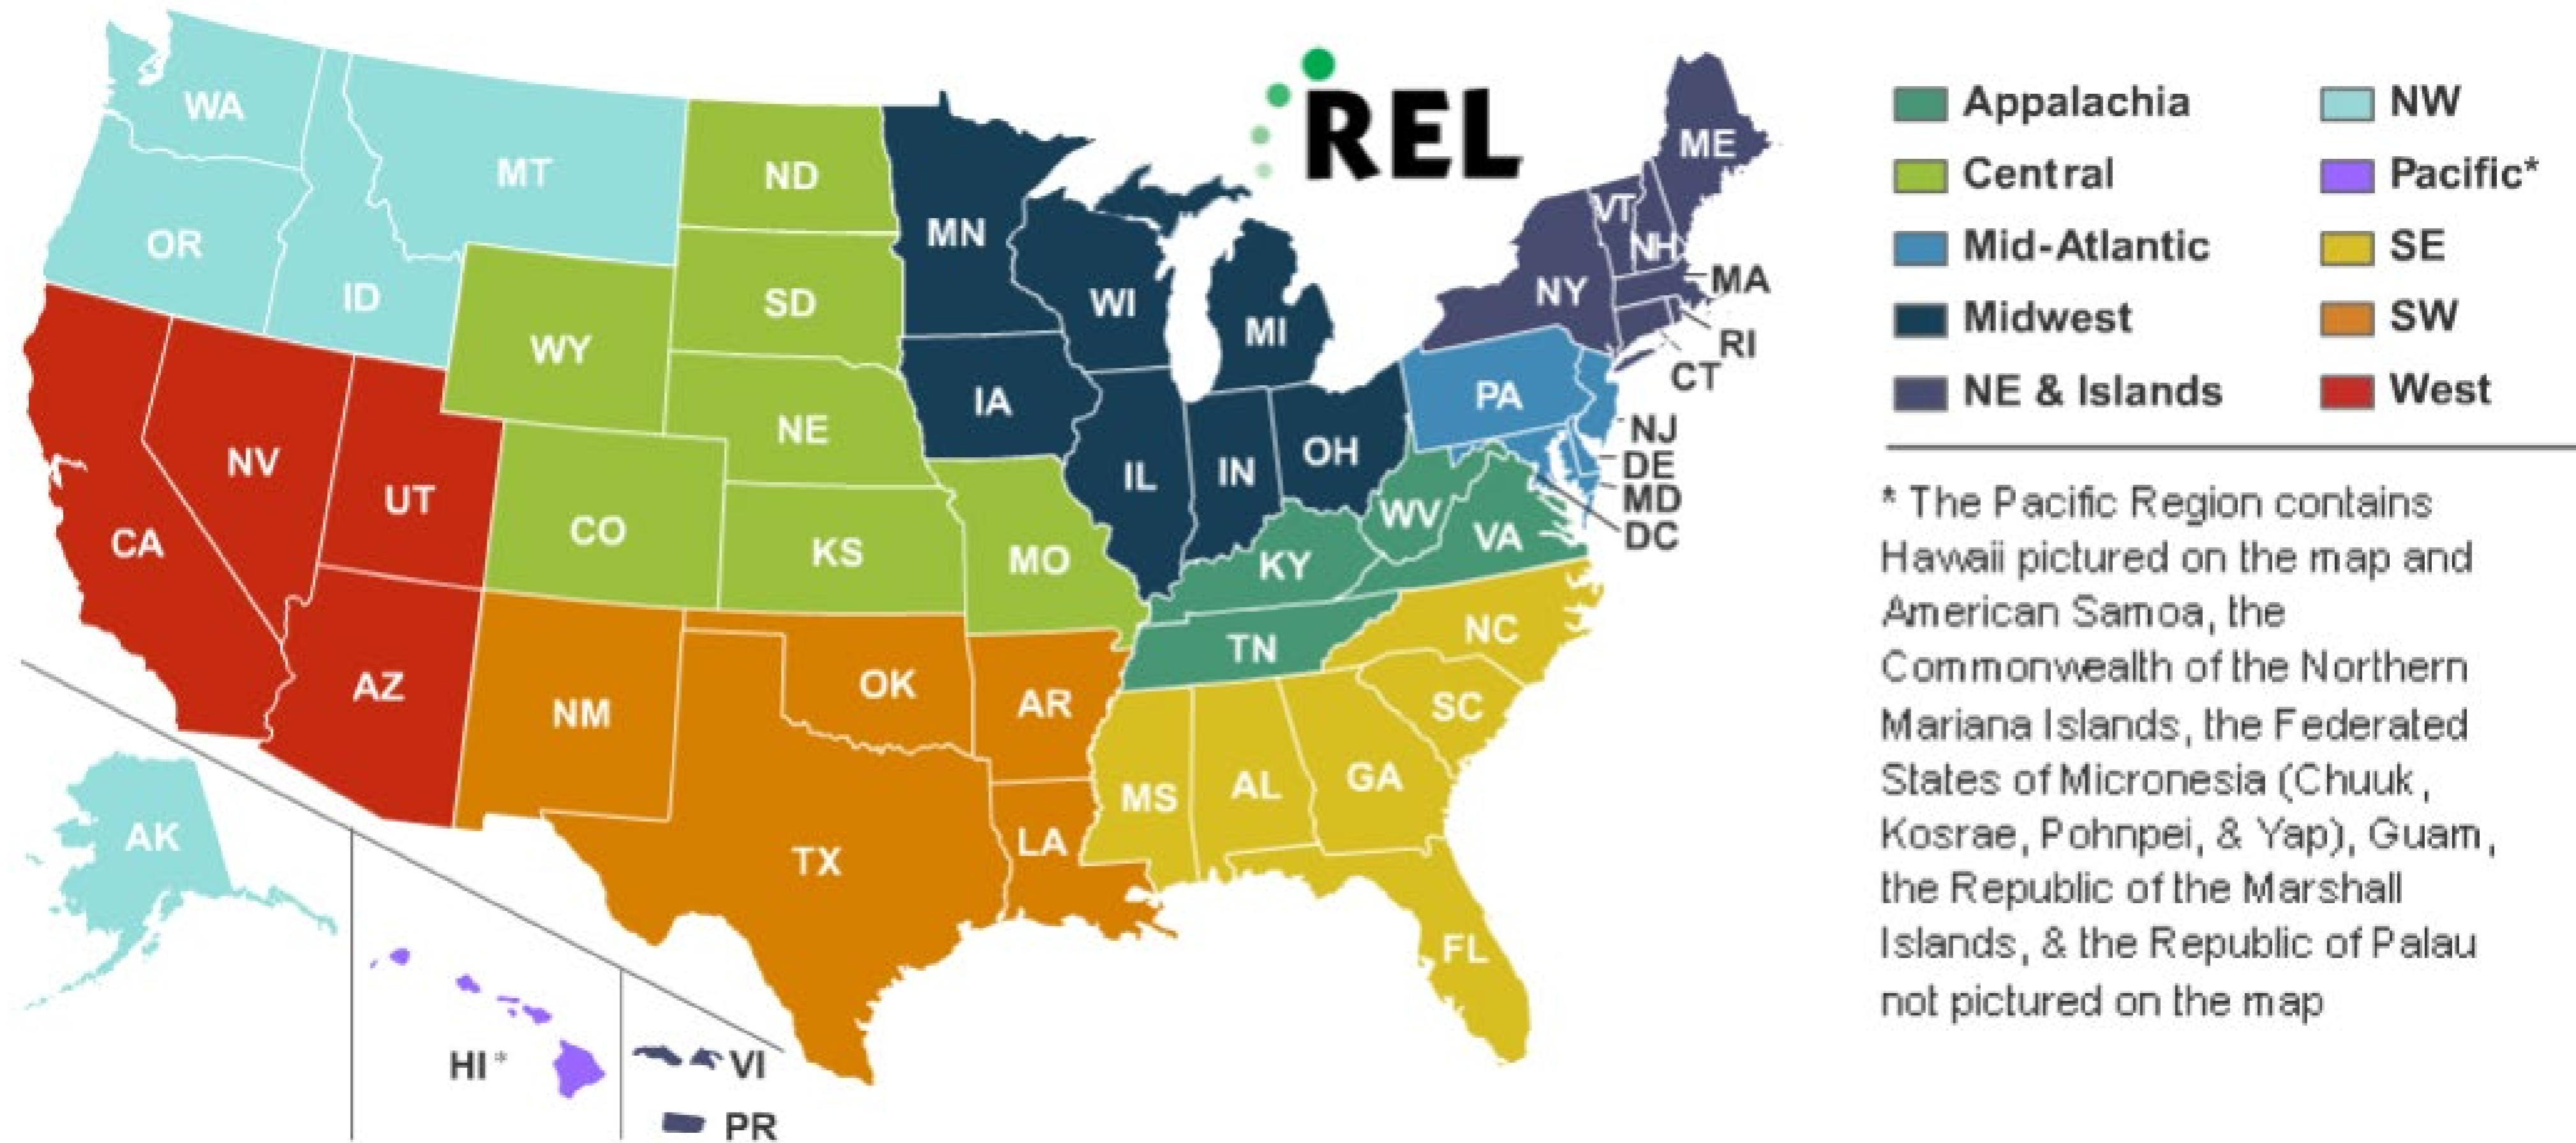 REL
WA
MT
ND
MN
ME
VT
NH
OR
ID
SD
WI
MI
NY
MA
RI
CT
WY
NE
IA
PA
NJ
DE
MD
DC
NV
UT
CO
KS
MO
IL
IN
OH
WV
VA
KY
CA
AZ
NM
OK
AR
TN
NC
SC
TX
LA
MS
AL
GA
FL
AK
HI*
VI
PR
Appalachia
Central
Mid-Atlantic
Midwest
NE & Islands
NW
Pacific*
SE
SW
West
* The Pacific Region contains
Hawaii pictured on the map and
American Samoa, the
Commonwealth of the Northern
Mariana Islands, the Federated
States of Micronesia (Chuuk,
Kosrae, Pohnpei, & Yap), Guam,
the Republic of the Marshall
Islands, & the Republic of Palau
not pictured on the map